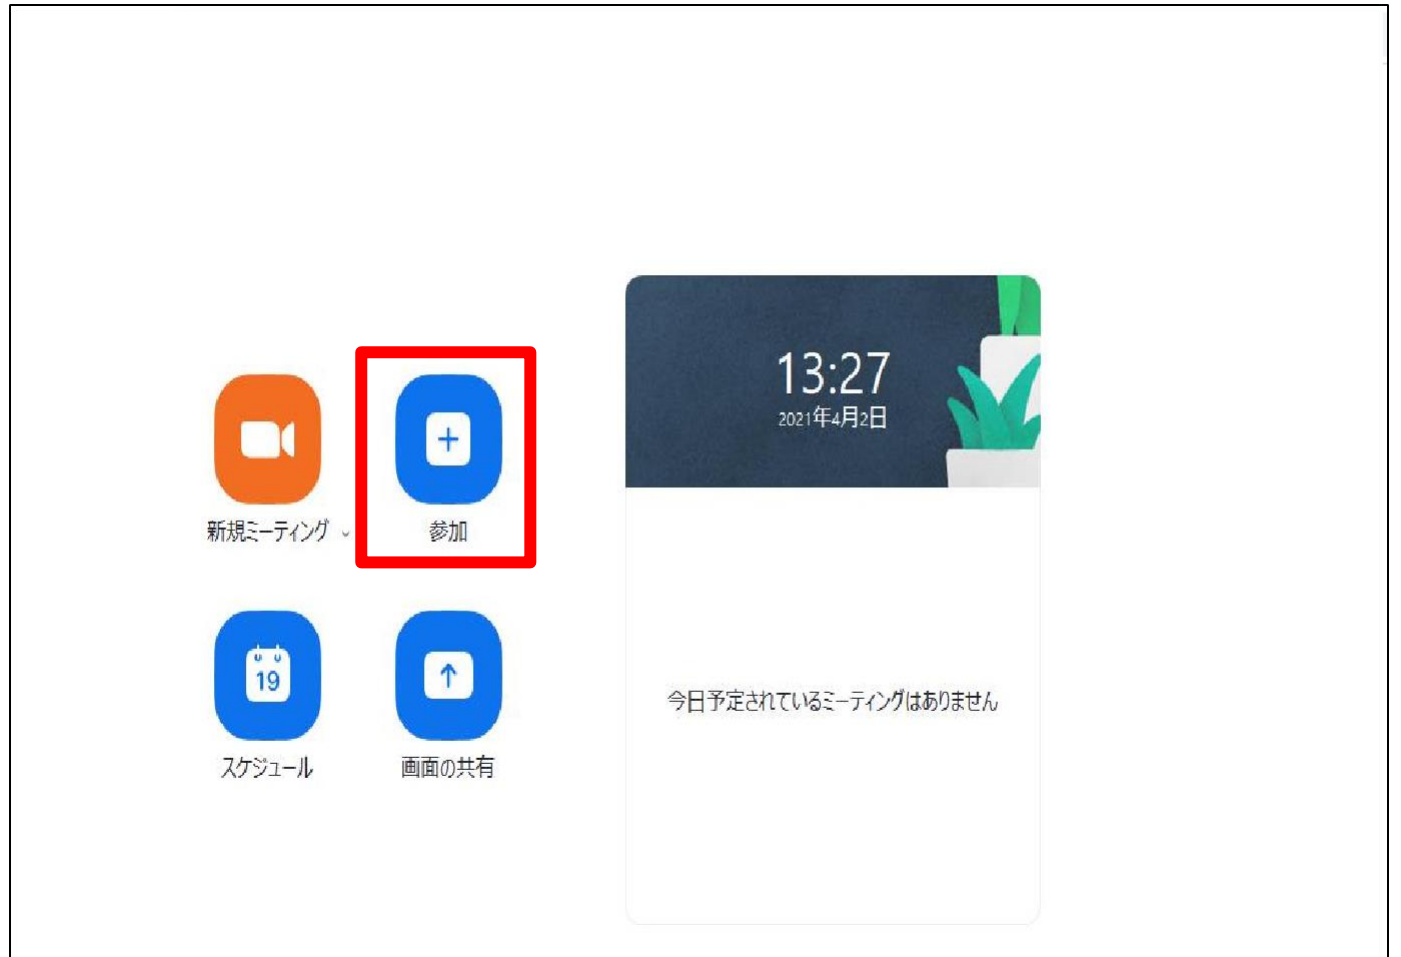 13:27
2021年4月2日
新規ミーティング
参加
19
スケジュール
画面の共有
今日予定されているミーティングはありません